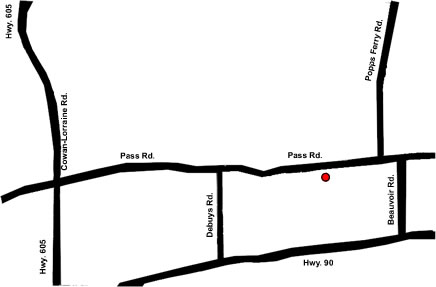 Hwy. 605
Popps Ferry Rd.
Cowan-Lorraine Rd.
Pass Rd.
Pass Rd.
Debuys Rd.
Beauvoir Rd.
Hwy. 605
Hwy. 90